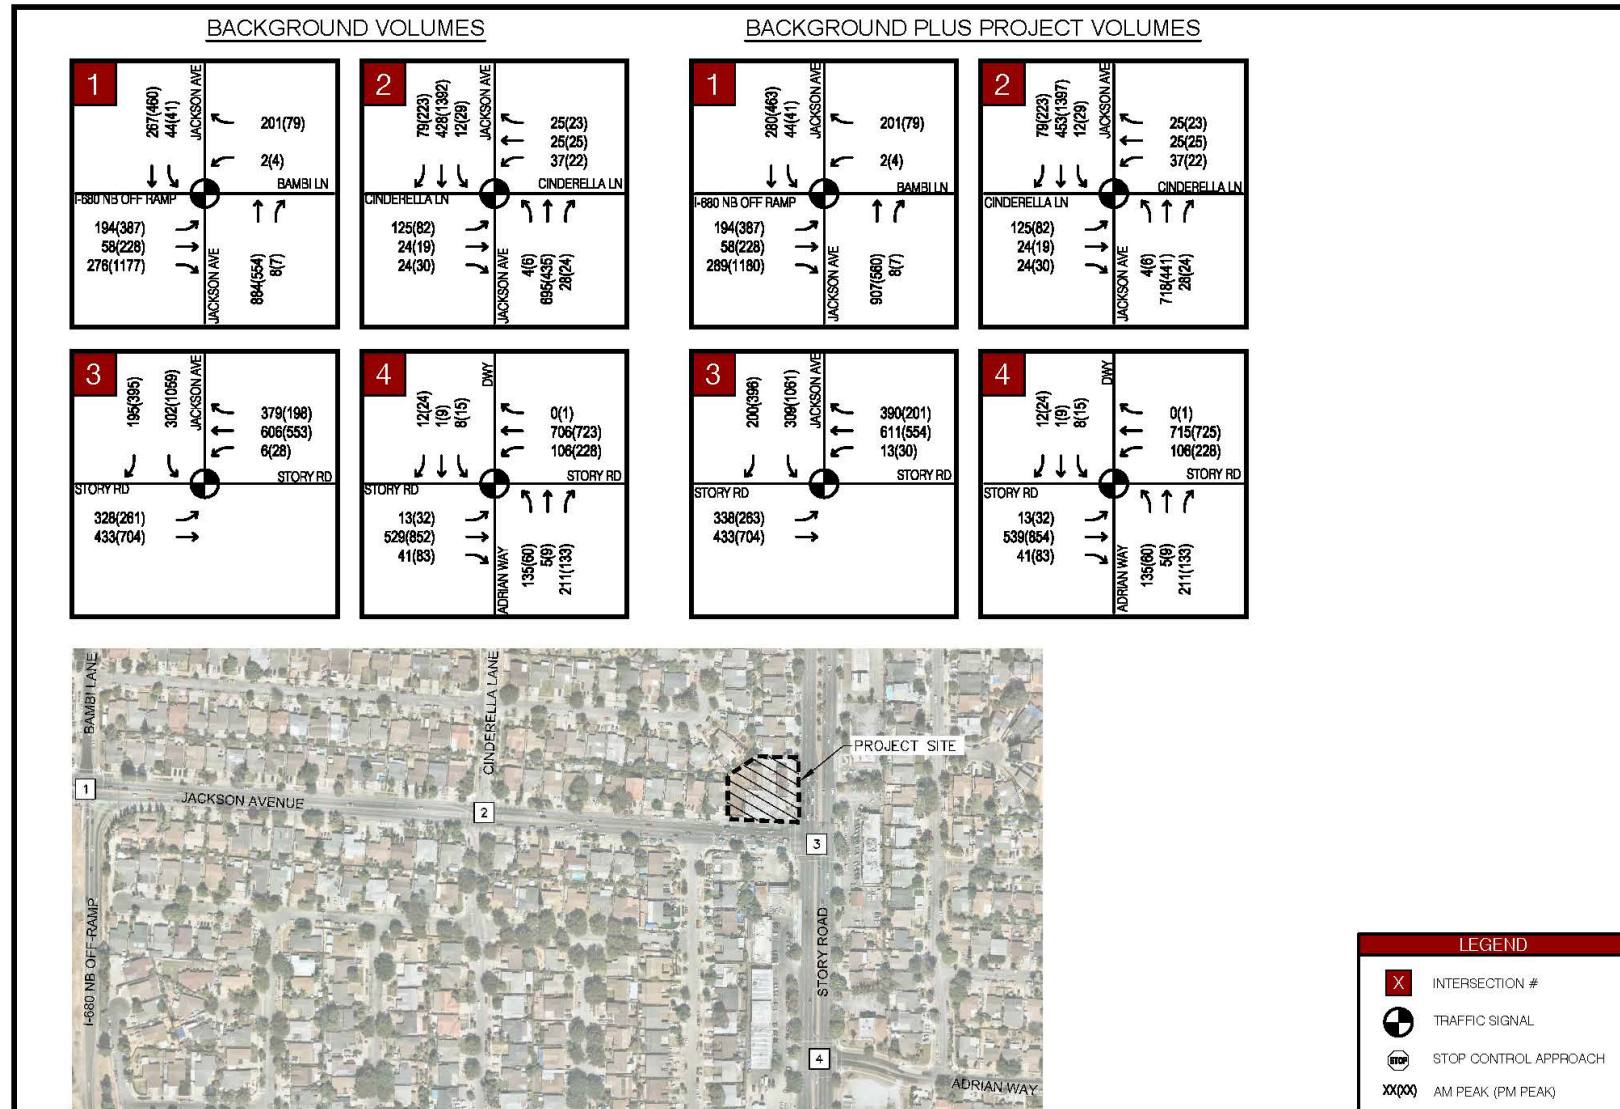 BACKGROUND VOLUMES
BACKGROUND PLUS PROJECT VOLUMES
1
267(460)
44(41)
JACKSON AVE
201(79)
2(4)
BAMBI LN
I-680 NB OFF RAMP
194(387)
58(228)
276(1177)
JACKSON AVE
884(554)
8(7)
2
79(223)
428(1392)
12(29)
JACKSON AVE
25(23)
25(25)
37(22)
CINDERELLA LN
CINDERELLA LN
125(82)
24(19)
24(30)
JACKSON AVE
4(6)
695(435)
28(24)
1
280(463)
44(41)
JACKSON AVE
201(79)
2(4)
BAMBI LN
I-680 NB OFF RAMP
194(387)
58(228)
289(1180)
JACKSON AVE
907(560)
8(7)
2
79(223)
453(1397)
12(29)
JACKSON AVE
25(23)
25(25)
37(22)
CINDERELLA LN
CINDERELLA LN
125(82)
24(19)
24(30)
JACKSON AVE
4(6)
718(441)
28(24)
3
195(395)
302(1059)
JACKSON AVE
379(198)
606(553)
6(28)
STORY RD
STORY RD
328(261)
433(704)
4
12(24)
1(9)
8(15)
DWY
0(1)
706(723)
106(228)
STORY RD
STORY RD
13(32)
529(852)
41(83)
ADRIAN WAY
135(60)
5(9)
211(133)
3
200(396)
309(1061)
JACKSON AVE
390(201)
611(554)
13(30)
STORY RD
STORY RD
338(263)
433(704)
4
12(24)
1(9)
8(15)
DWY
0(1)
715(725)
106(228)
STORY RD
STORY RD
13(32)
539(854)
41(83)
ADRIAN WAY
135(60)
5(9)
211(133)
BAMBI LANE
CINDERELLA LANE
PROJECT SITE
1
JACKSON AVENUE
2
3
I-680 NB OFF-RAMP
STORY ROAD
4
ADRIAN WAY
LEGEND
X INTERSECTION #
TRAFFIC SIGNAL
STOP STOP CONTROL APPROACH
XX(XX) AM PEAK (PM PEAK)